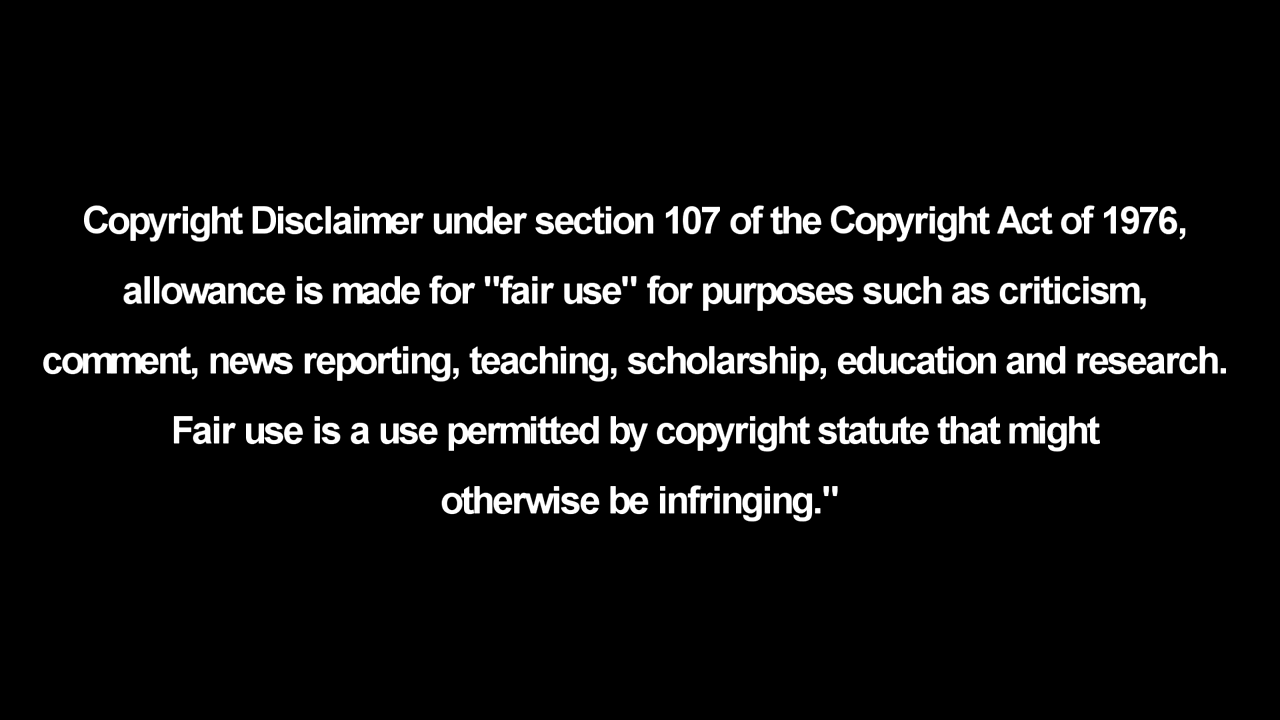 Copyright Disclaimer under section 107 of the Copyright Act of 1976,
allowance is made for "fair use" for purposes such as criticism,
comment, news reporting, teaching, scholarship, education and research.
Fair use is a use permitted by copyright statute that might
otherwise be infringing."